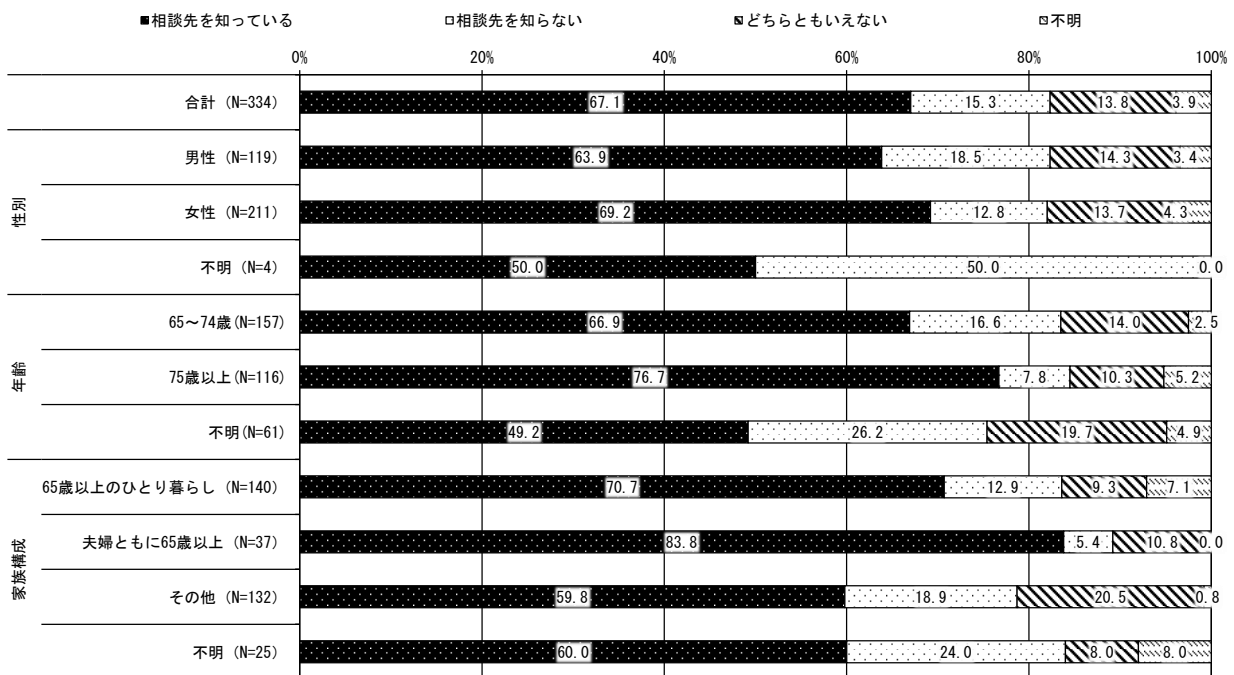 ■相談先を知っている □相談先を知らない どちらともいえない 不明
0% 20% 40% 60% 80% 100%
合計 (N=334) 67.1 15.3 13.8 3.9
性別
男性 (N=119) 63.9 18.5 14.3 3.4
女性 (N=211) 69.2 12.8 13.7 4.3
不明 (N=4) 50.0 50.0 0.0
年齢
65～74歳(N=157) 66.9 16.6 14.0 2.5
75歳以上(N=116) 76.7 7.8 10.3 5.2
不明(N=61) 49.2 26.2 19.7 4.9
家族構成
65歳以上のひとり暮らし (N=140) 70.7 12.9 9.3 7.1
夫婦ともに65歳以上 (N=37) 83.8 5.4 10.8 0.0
その他 (N=132) 59.8 18.9 20.5 0.8
不明 (N=25) 60.0 24.0 8.0 8.0